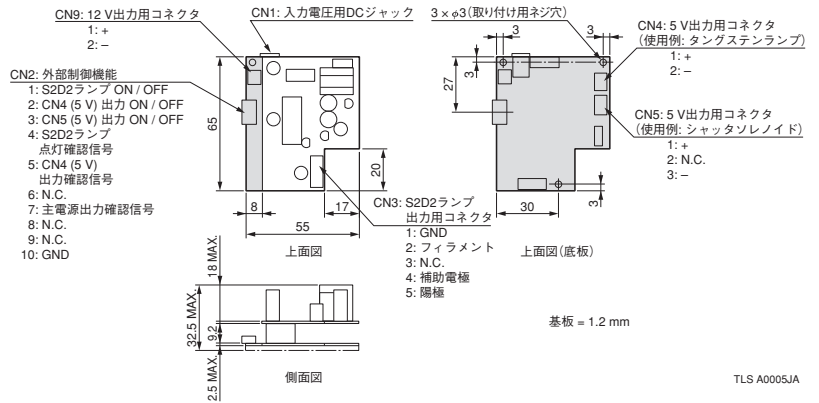 CN9: 12 V出力用コネクタ
1: +
2: −
CN1: 入力電圧用DCジャック
3 × φ3(取り付け用ネジ穴)
CN4: 5 V出力用コネクタ
(使用例: タングステンランプ)
1: +
2: −
CN2: 外部制御機能
1: S2D2ランプ ON / OFF
2: CN4 (5 V) 出力 ON / OFF
3: CN5 (5 V) 出力 ON / OFF
4: S2D2ランプ
点灯確認信号
5: CN4 (5 V)
出力確認信号
6: N.C.
7: 主電源出力確認信号
8: N.C.
9: N.C.
10: GND
65
20
8
17
55
上面図
CN3: S2D2ランプ
出力用コネクタ
1: GND
2: フィラメント
3: N.C.
4: 補助電極
5: 陽極
3
3
3
27
30
3
上面図(底板)
CN5: 5 V出力用コネクタ
(使用例: シャッタソレノイド)
1: +
2: N.C.
3: −
18 MAX.
32.5 MAX.
9.2
2.5 MAX.
側面図
基板 = 1.2 mm
TLS A0005JA